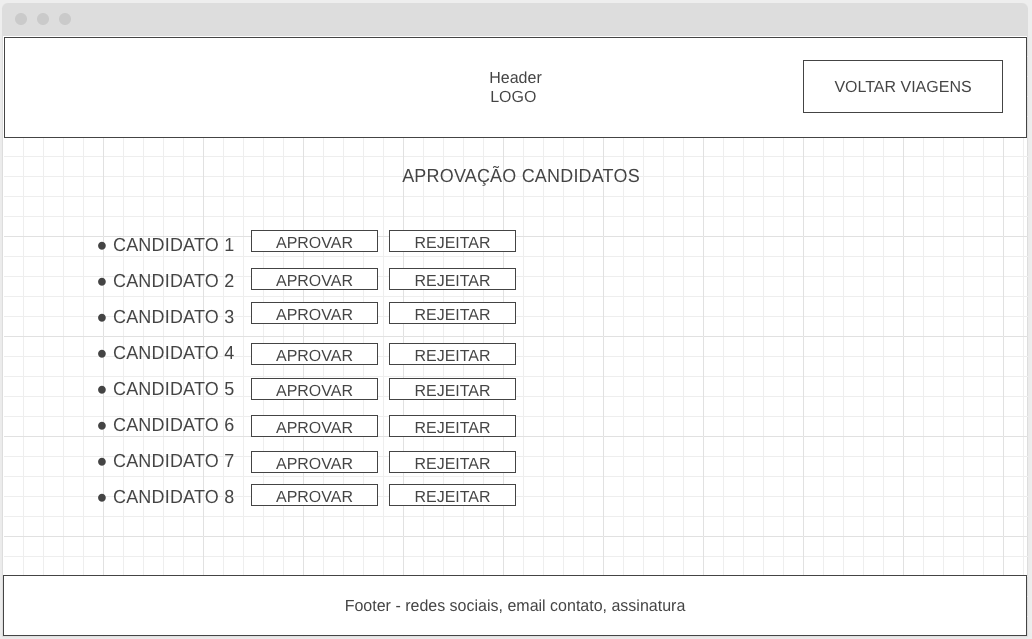 Header
LOGO
VOLTAR VIAGENS
APROVAÇÃO CANDIDATOS
● CANDIDATO 1 APROVAR REJEITAR
● CANDIDATO 2 APROVAR REJEITAR
● CANDIDATO 3 APROVAR REJEITAR
● CANDIDATO 4 APROVAR REJEITAR
● CANDIDATO 5 APROVAR REJEITAR
● CANDIDATO 6 APROVAR REJEITAR
● CANDIDATO 7 APROVAR REJEITAR
● CANDIDATO 8 APROVAR REJEITAR
Footer - redes sociais, email contato, assinatura